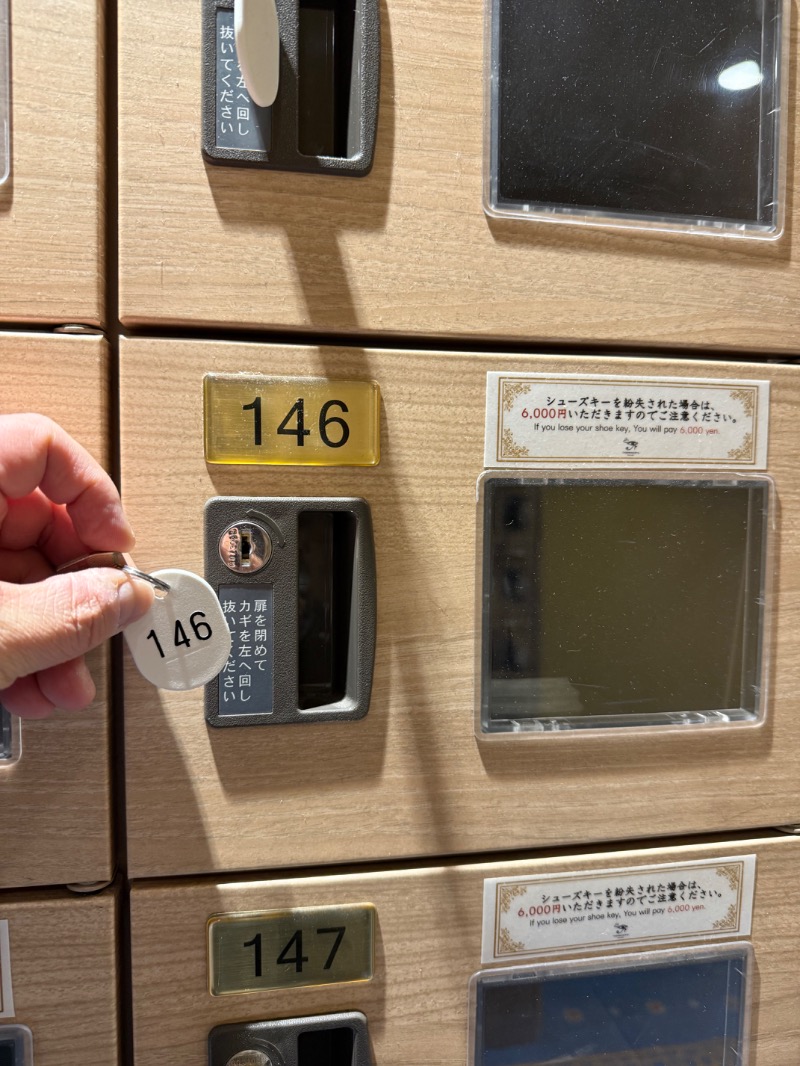 左へ回し
抜いてください
146
シューズキーを紛失された場合は、
6,000円いただきますのでご注意ください。
If you lose your shoe key, You will pay 6,000 yen.
146
扉を閉めて
カギを左へ回し
抜いてください
147
シューズキーを紛失された場合は、
6,000円いただきますのでご注意ください。
If you lose your shoe key, You will pay 6,000 yen.